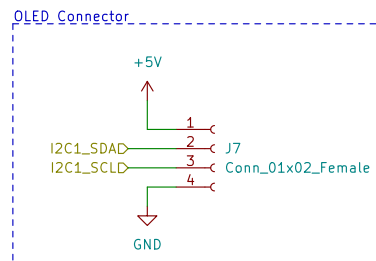 OLED Connector
+5V
1
I2C1_SDA 2 J7
I2C1_SCL 3 Conn_01x02_Female
4
GND